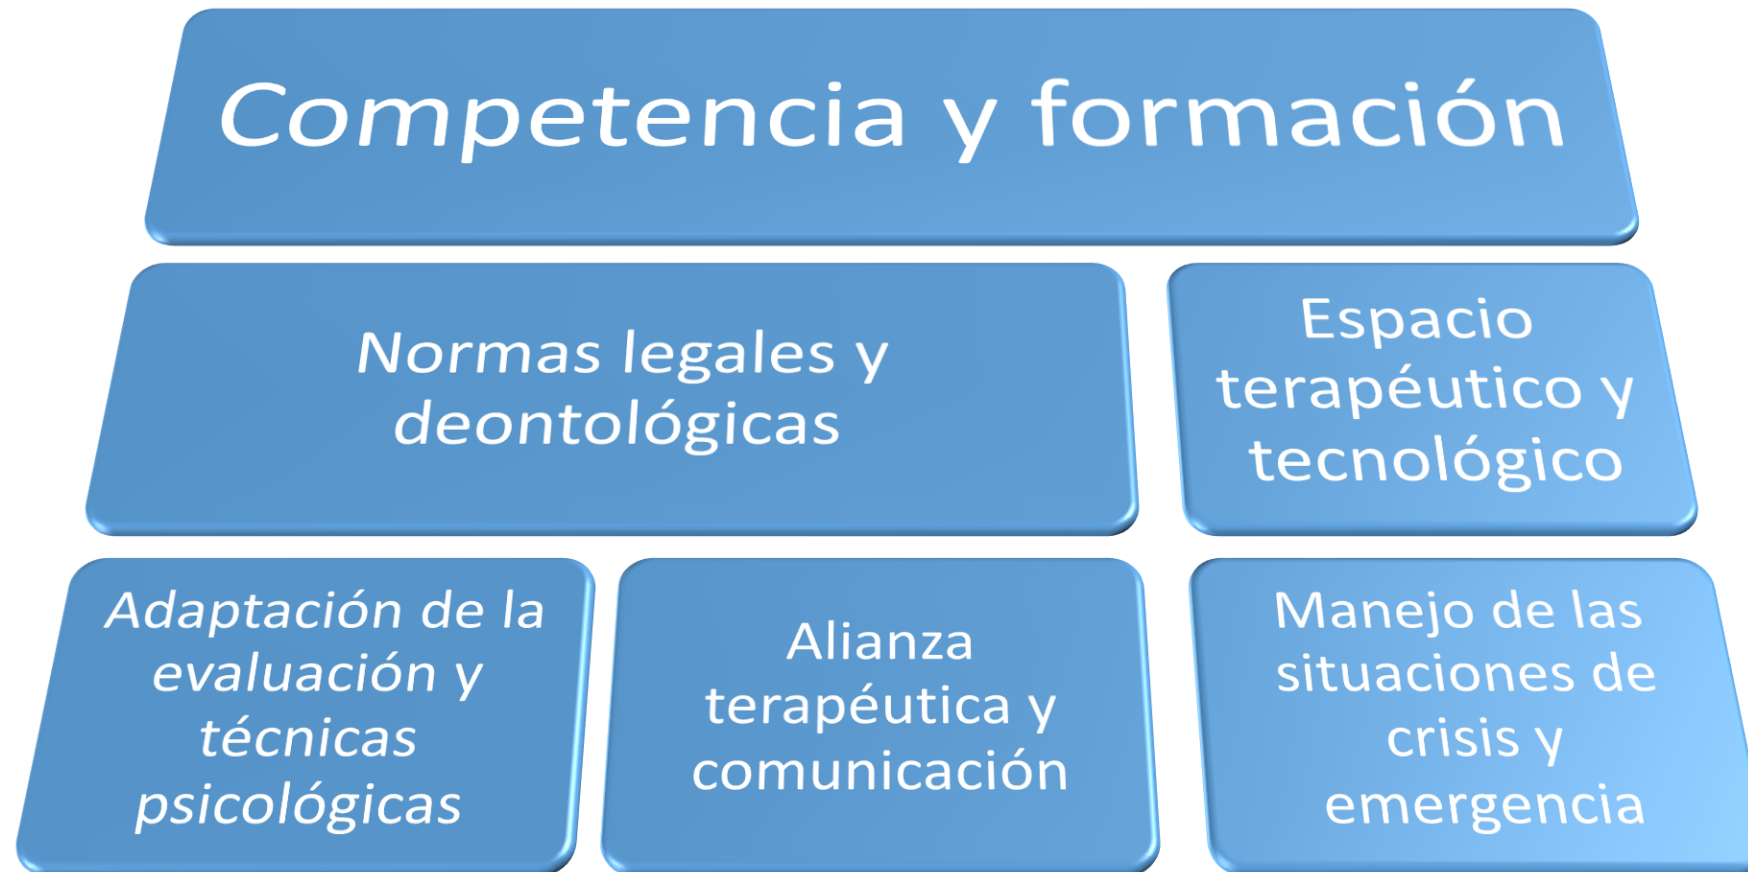 Competencia y formación
Normas legales y
deontológicas
Espacio
terapéutico y
tecnológico
Adaptación de la
evaluación y
técnicas
psicológicas
Alianza
terapéutica y
comunicación
Manejo de las
situaciones de
crisis y
emergencia